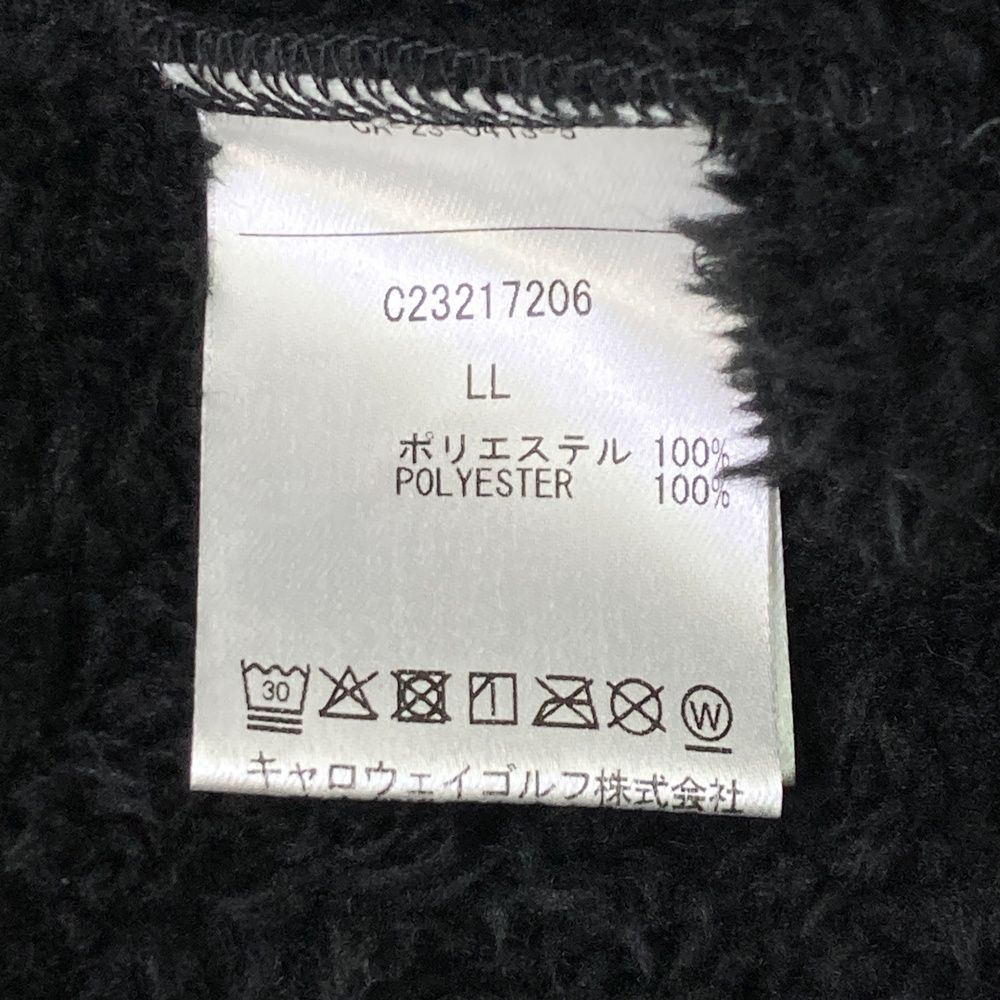 C23217206
LL
ポリエステル 100%
POLYESTER 100%
30
W
キャロウェイゴルフ株式会社